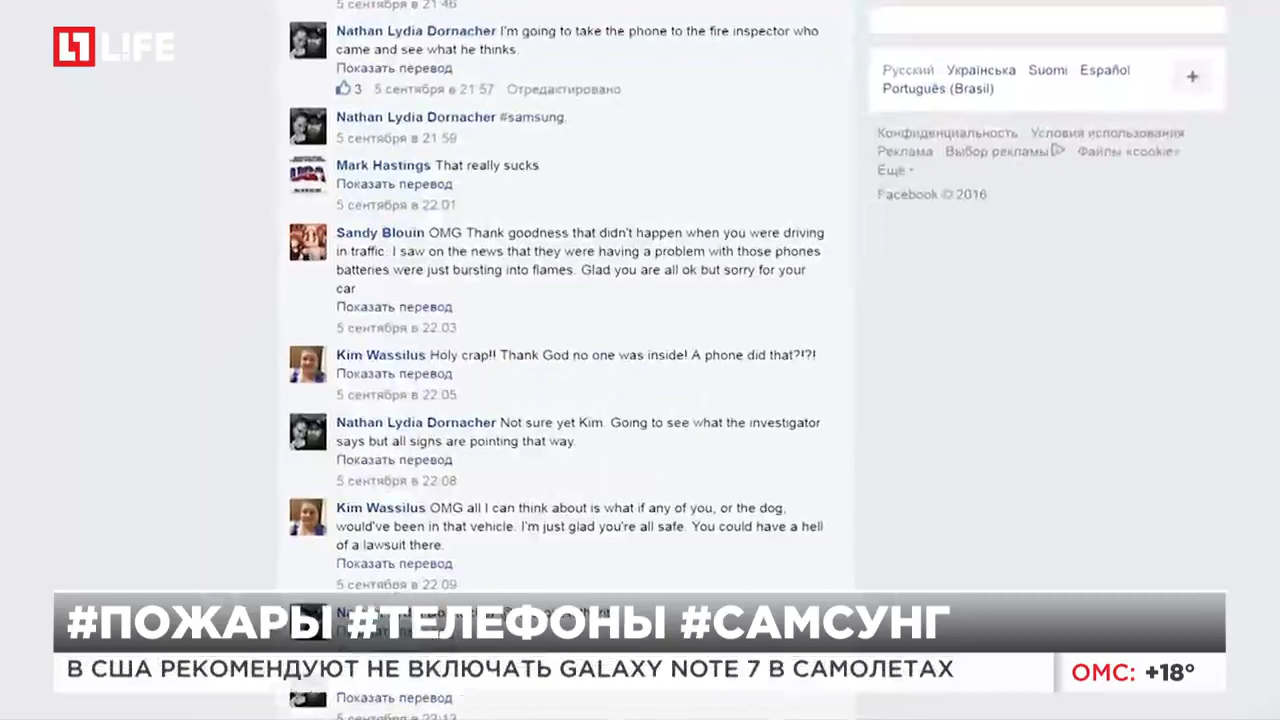 5 сентября в 21:46
LIFE
Nathan Lydia Dornacher I'm going to take the phone to the fire inspector who
came and see what he thinks.
Показать перевод
3 5 сентября в 21:57 Отредактировано
Nathan Lydia Dornacher #samsung.
5 сентября в 21:59
Mark Hastings That really sucks
Показать перевод
5 сентября в 22:01
Sandy Blouin OMG Thank goodness that didn't happen when you were driving
in traffic. I saw on the news that they were having a problem with those phones
batteries were just bursting into flames. Glad you are all ok but sorry for your
car
Показать перевод
5 сентября в 22:03
Kim Wassilus Holy crap!! Thank God no one was inside! A phone did that?!?!
Показать перевод
5 сентября в 22:05
Nathan Lydia Dornacher Not sure yet Kim. Going to see what the investigator
says but all signs are pointing that way.
Показать перевод
5 сентября в 22:08
Kim Wassilus OMG all I can think about is what if any of you, or the dog,
would've been in that vehicle. I'm just glad you're all safe. You could have a hell
of a lawsuit there.
Показать перевод
5 сентября в 22:09
Русский Українська Suomi Español
Português (Brasil)
+
Конфиденциальность Условия использования
Реклама Выбор рекламы Файлы «cookie»
Ещё
Facebook © 2016
#ПОЖАРЫ #ТЕЛЕФОНЫ #САМСУНГ
В США РЕКОМЕНДУЮТ НЕ ВКЛЮЧАТЬ GALAXY NOTE 7 В САМОЛЕТАХ
ОМС: +18°
Показать перевод